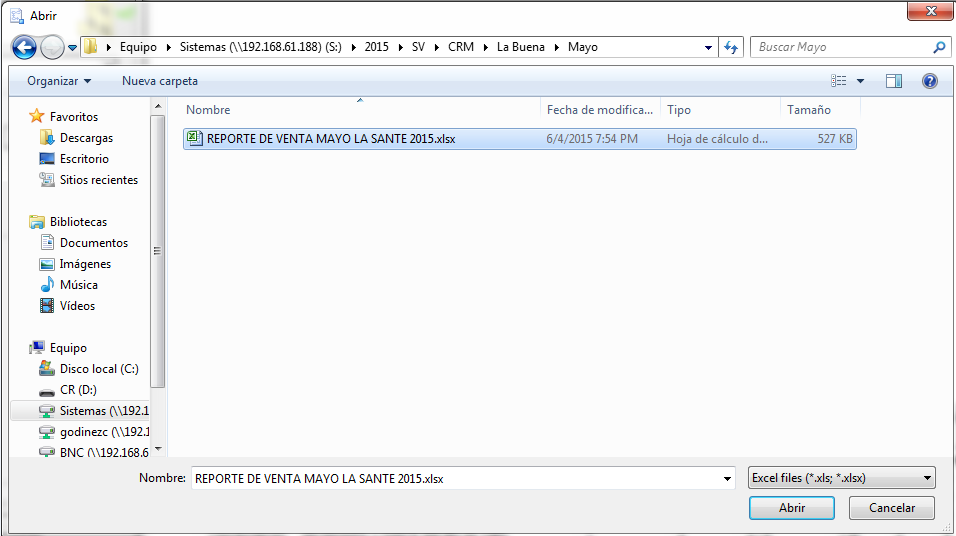 Abrir
Equipo Sistemas (\\192.168.61.188) (S:) 2015 SV CRM La Buena Mayo
Buscar Mayo
Organizar
Nueva carpeta
Nombre
Fecha de modifica...
Tipo
Tamaño
REPORTE DE VENTA MAYO LA SANTE 2015.xlsx
6/4/2015 7:54 PM
Hoja de cálculo d...
527 KB
Favoritos
Descargas
Escritorio
Sitios recientes
Bibliotecas
Documentos
Imágenes
Música
Vídeos
Equipo
Disco local (C:)
CR (D:)
Sistemas (\\192.1
godinezc (\\192.1
BNC (\\192.168.6
Nombre:
REPORTE DE VENTA MAYO LA SANTE 2015.xlsx
Excel files (*.xls; *.xlsx)
Abrir
Cancelar